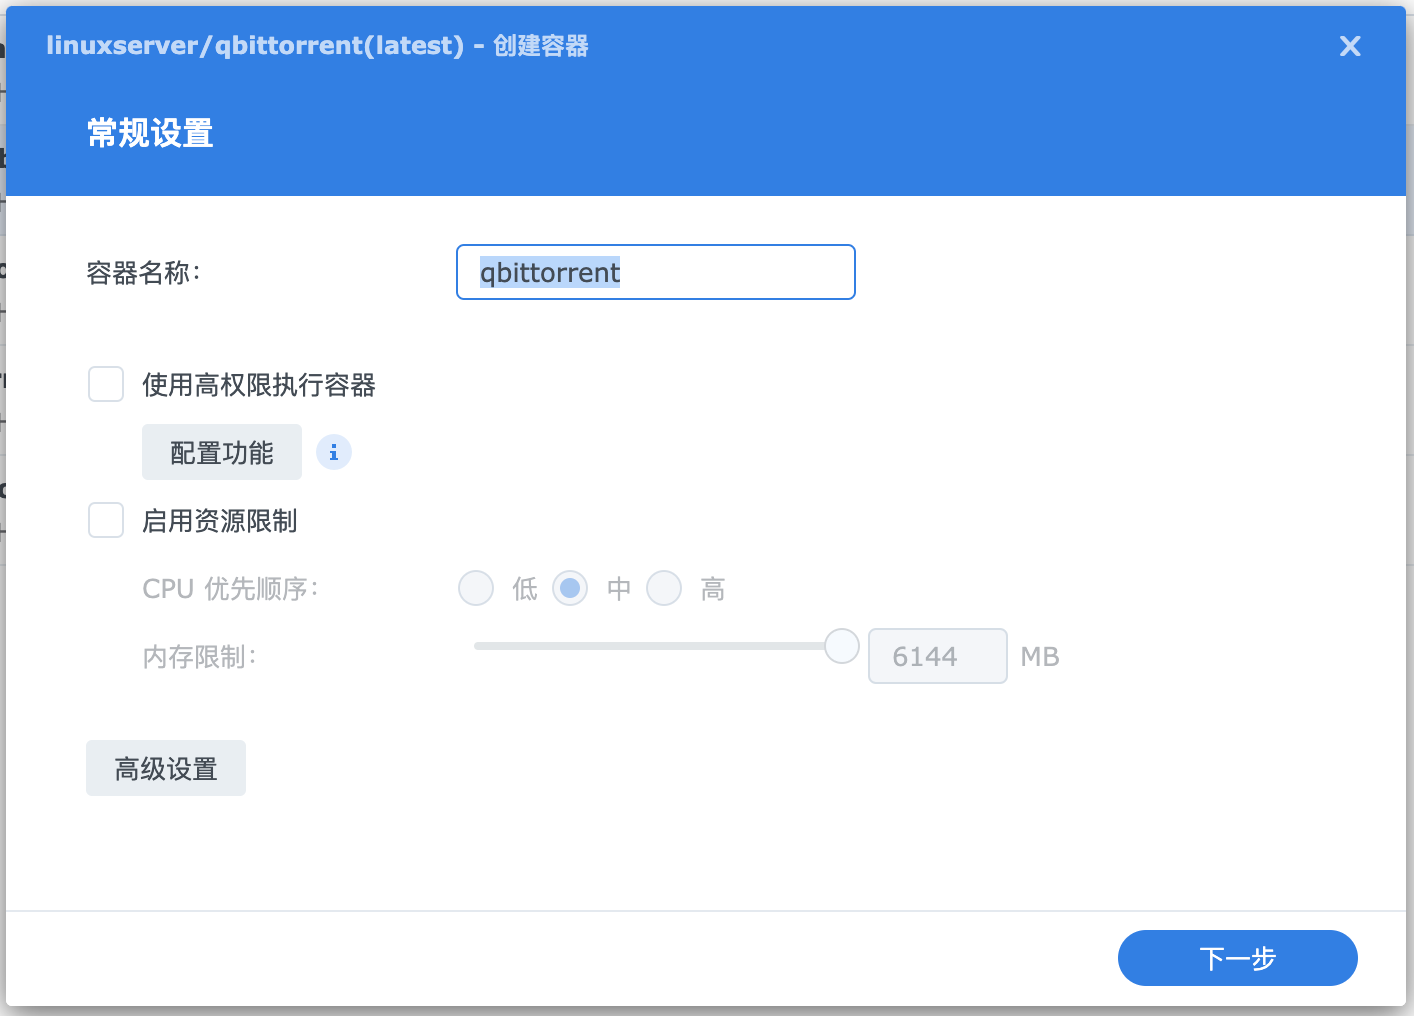 linuxserver/qbittorrent(latest) - 创建容器
常规设置
容器名称：
qbittorrent
使用高权限执行容器
配置功能
i
启用资源限制
CPU 优先顺序：
低 中 高
内存限制：
6144 MB
高级设置
下一步